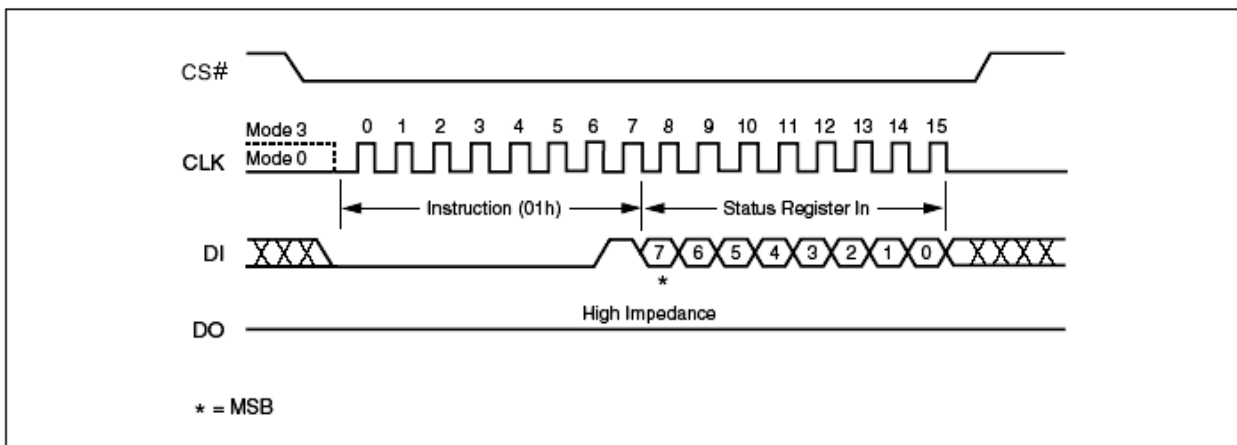 CS#
Mode 3
0 1 2 3 4 5 6 7 8 9 10 11 12 13 14 15
Mode 0
CLK
Instruction (01h) Status Register In
DI
7 6 5 4 3 2 1 0
*
High Impedance
DO
* = MSB